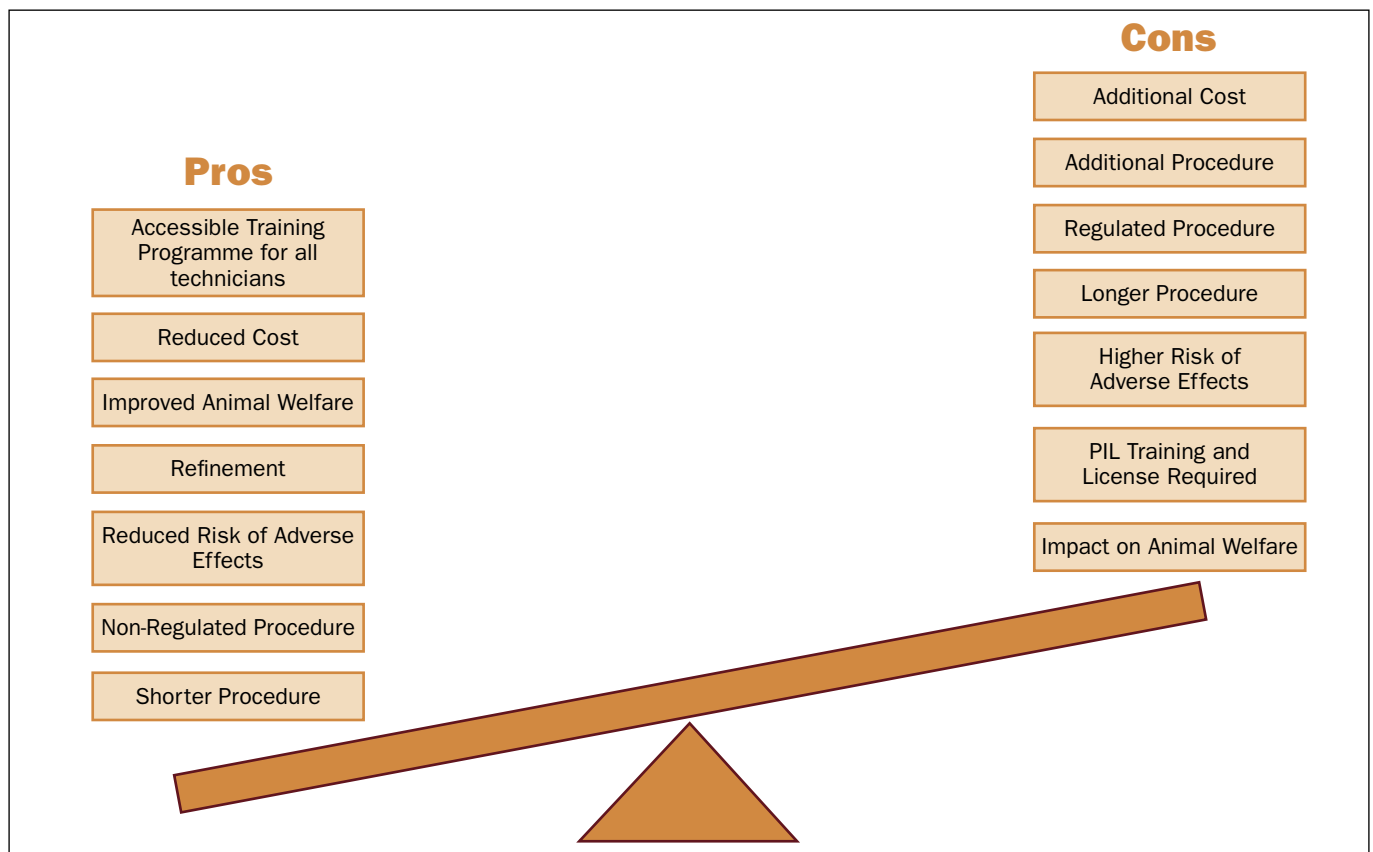 Pros
Accessible Training
Programme for all
technicians
Reduced Cost
Improved Animal Welfare
Refinement
Reduced Risk of Adverse
Effects
Non-Regulated Procedure
Shorter Procedure
Cons
Additional Cost
Additional Procedure
Regulated Procedure
Longer Procedure
Higher Risk of
Adverse Effects
PIL Training and
License Required
Impact on Animal Welfare